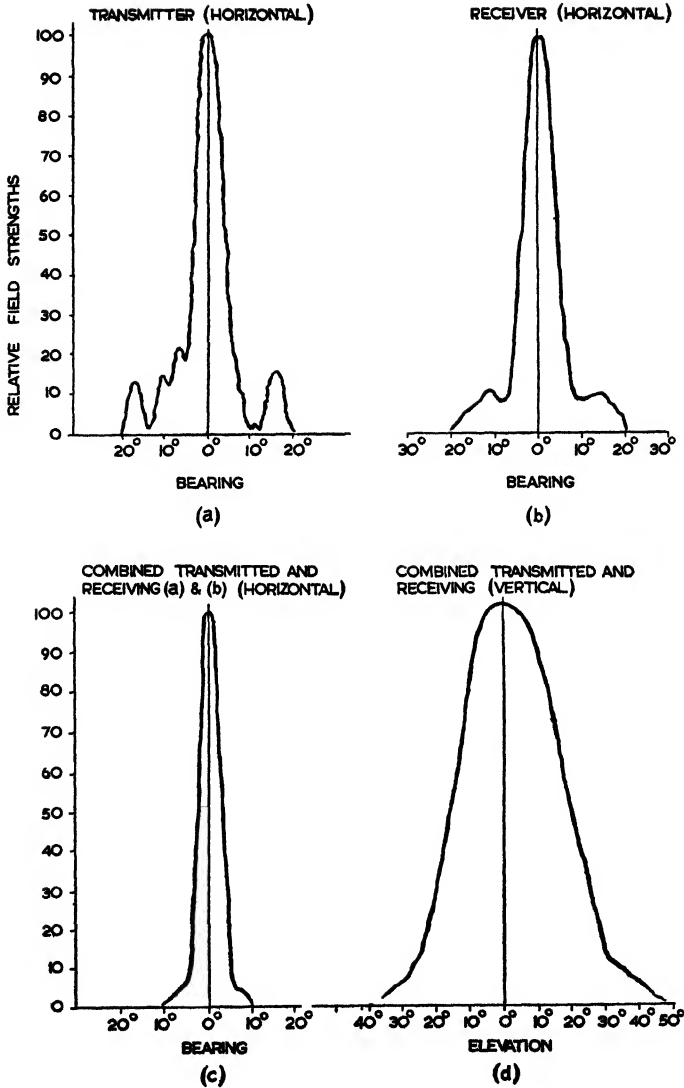 TRANSMITTER (HORIZONTAL)
RELATIVE FIELD STRENGTHS
100
90
80
70
60
50
40
30
20
10
0
20° 10° 0° 10° 20°
BEARING
(a)
RECEIVER (HORIZONTAL)
30° 20° 10° 0° 10° 20° 30°
BEARING
(b)
COMBINED TRANSMITTED AND
RECEIVING (a) & (b) (HORIZONTAL)
100
90
80
70
60
50
40
30
20
10
0
20° 10° 0° 10° 20°
BEARING
(c)
COMBINED TRANSMITTED AND
RECEIVING (VERTICAL)
40° 30° 20° 10° 0° 10° 20° 30° 40° 50°
ELEVATION
(d)